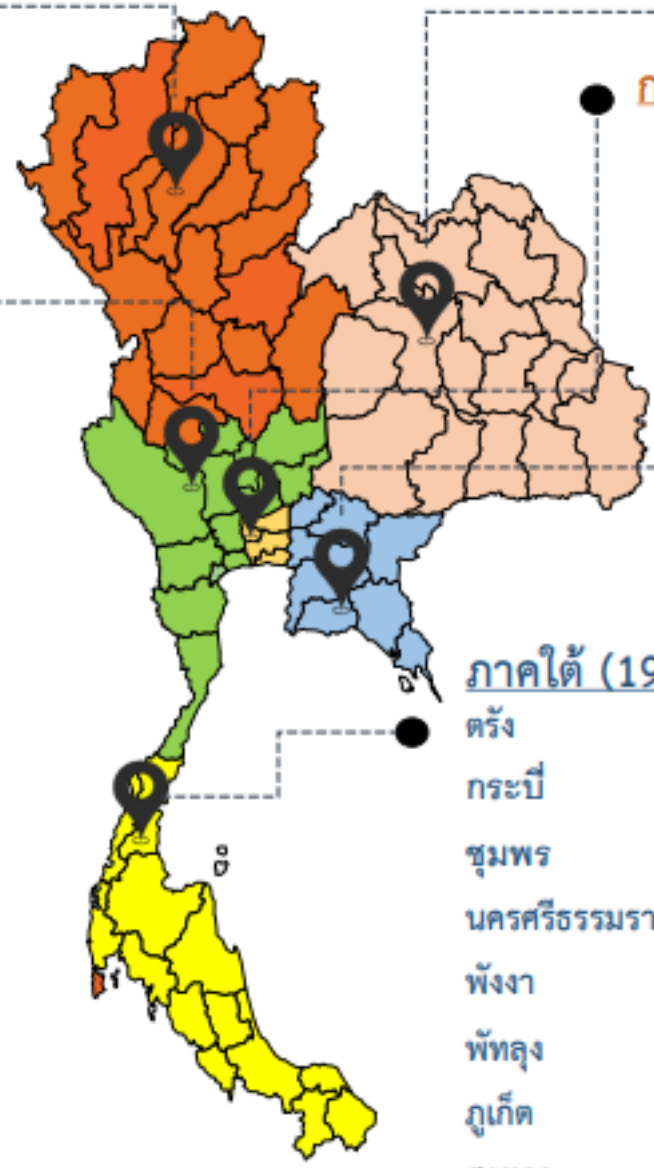 ก
ภาคใต้ (19
ตรัง
กระบี่
ชุมพร
นครศรีธรรมรา
พังงา
พัทลุง
ภูเก็ต